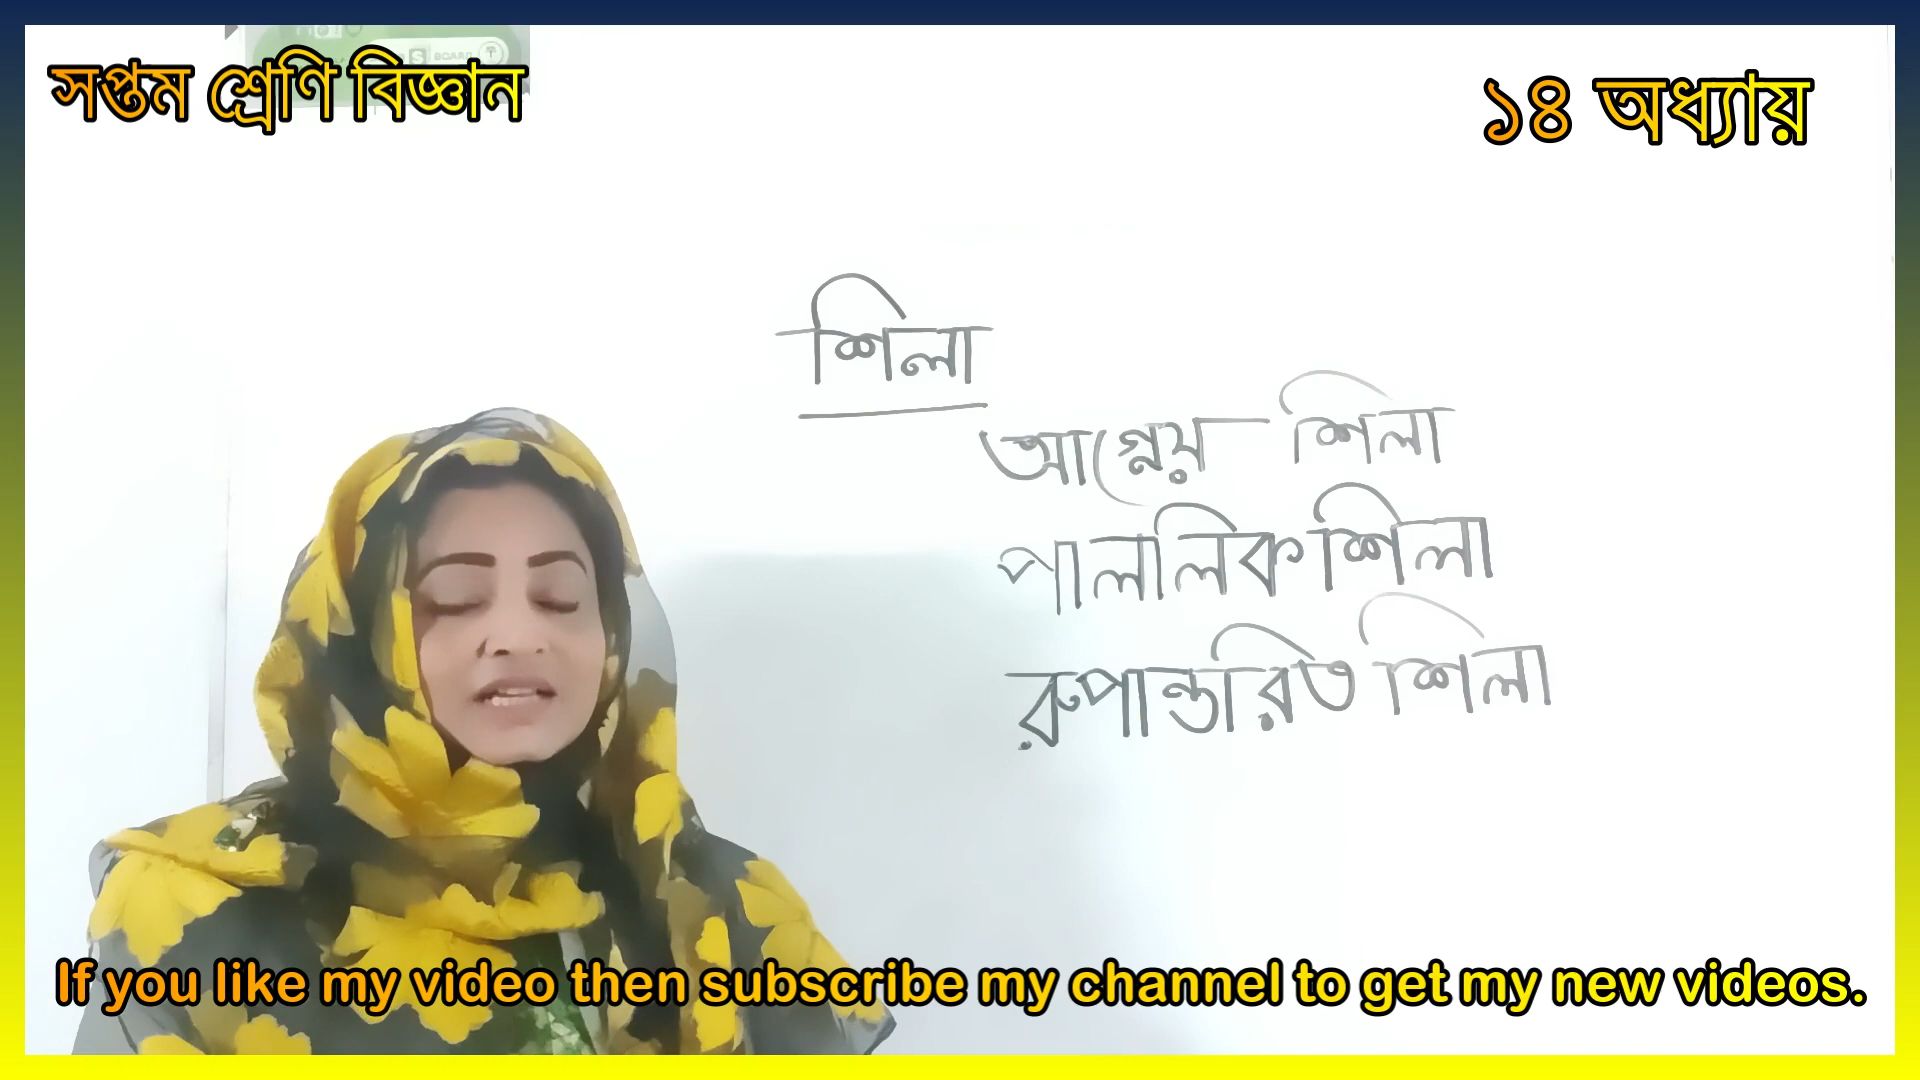 সপ্তম শ্রেণি বিজ্ঞান
১৪ অধ্যায়
BOARD
শিলা
আগ্নেয় শিলা
পাললিক শিলা
রুপান্তরিত শিলা
If you like my video then subscribe my channel to get my new videos.